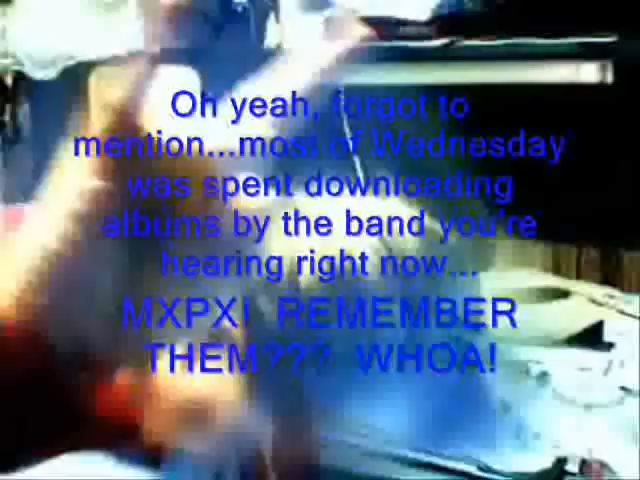 Oh yeah, forgot to
mention...most of Wednesday
was spent downloading
albums by the band you're
hearing right now...
MXPX! REMEMBER
THEM??? WHOA!